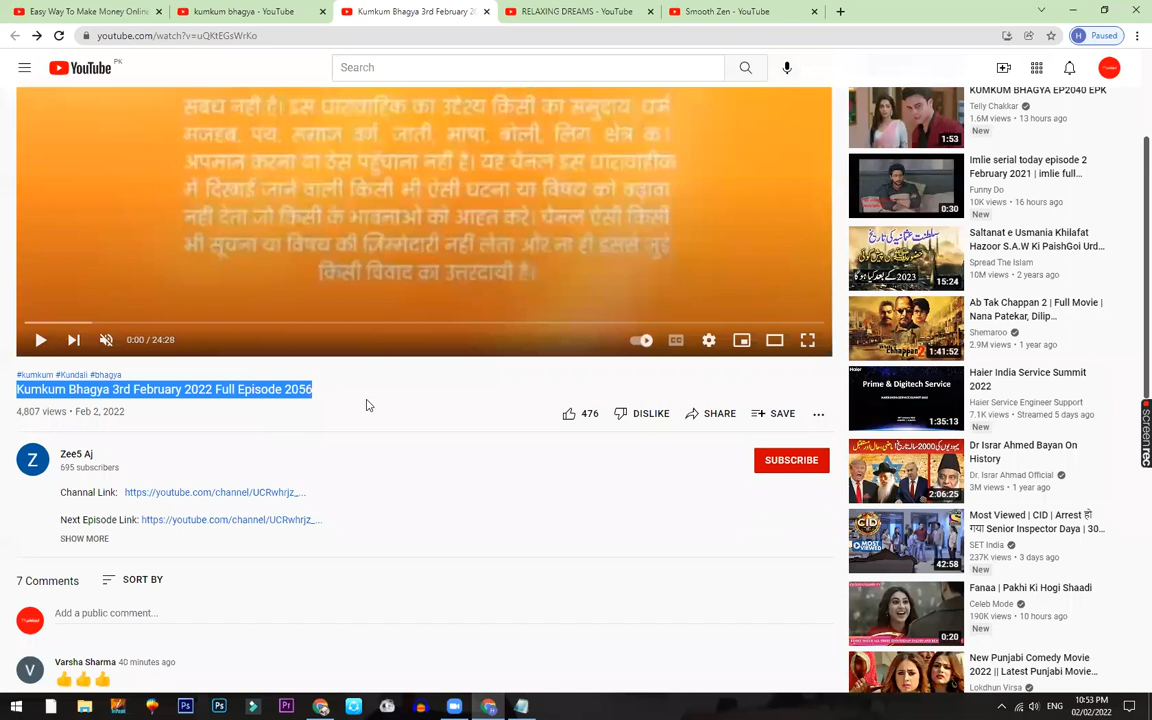 Easy Way To Make Money Online
kumkum bhagya - YouTube
Kumkum Bhagya 3rd February 20
RELAXING DREAMS - YouTube
Smooth Zen - YouTube
youtube.com/watch?v=uQKtEGsWrKo
Paused
YouTube PK
Search
सबंध नहीं है। इस धारावाहिक का उद्देश्य किसी का समुदाय, धर्म
मजहब, पंथ, समाज वर्ग, जाती, भाषा, बोली, लिंग क्षेत्र का
अपमान करना या ठेस पहुँचाना नहीं है। यह चैनल इस धारावाहिक
में दिखाई जाने वाली किसी भी ऐसी घटना या विषय को बढ़ावा
नहीं देता जो किसी के भावनाओ को आहत करे। चैनल ऐसी किसी
भी सूचना या विषय की ज़िम्मेदारी नहीं लेता और ना ही इससे जुड़े
किसी विवाद का उत्तरदायी है।
0:00 / 24:28
#kumkum #Kundali #bhagya
Kumkum Bhagya 3rd February 2022 Full Episode 2056
4,807 views • Feb 2, 2022
476
DISLIKE
SHARE
SAVE
Z
Zee5 Aj
695 subscribers
SUBSCRIBE
Channal Link: https://youtube.com/channel/UCRwhrjz_...
Next Episode Link: https://youtube.com/channel/UCRwhrjz_...
SHOW MORE
7 Comments
SORT BY
Add a public comment...
V
Varsha Sharma 40 minutes ago
KUMKUM BHAGYA EP2040 EPK
Telly Chakkar
1.6M views • 13 hours ago
New
1:53
Imlie serial today episode 2
February 2021 | imlie full...
Funny Do
10K views • 16 hours ago
New
0:30
Saltanat e Usmania Khilafat
Hazoor S.A.W Ki PaishGoi Urd...
Spread The Islam
10M views • 2 years ago
15:24
Ab Tak Chappan 2 | Full Movie |
Nana Patekar, Dilip...
Shemaroo
2.9M views • 1 year ago
1:41:52
Haier
Prime & Digitech Service
Haier India Service Summit
2022
Haier Service Engineer Support
7.1K views • Streamed 5 days ago
New
1:35:13
Dr Israr Ahmed Bayan On
History
Dr. Israr Ahmad Official
3M views • 1 year ago
2:06:25
Most Viewed | CID | Arrest हो
गया Senior Inspector Daya | 30...
SET India
237K views • 3 days ago
New
CID
MOST
VIEWED
42:58
Fanaa | Pakhi Ki Hogi Shaadi
Celeb Mode
190K views • 10 hours ago
New
0:20
New Punjabi Comedy Movie
2022 || Latest Punjabi Movie...
Lokdhun Virsa
screenrec
ENG
10:53 PM
02/02/2022